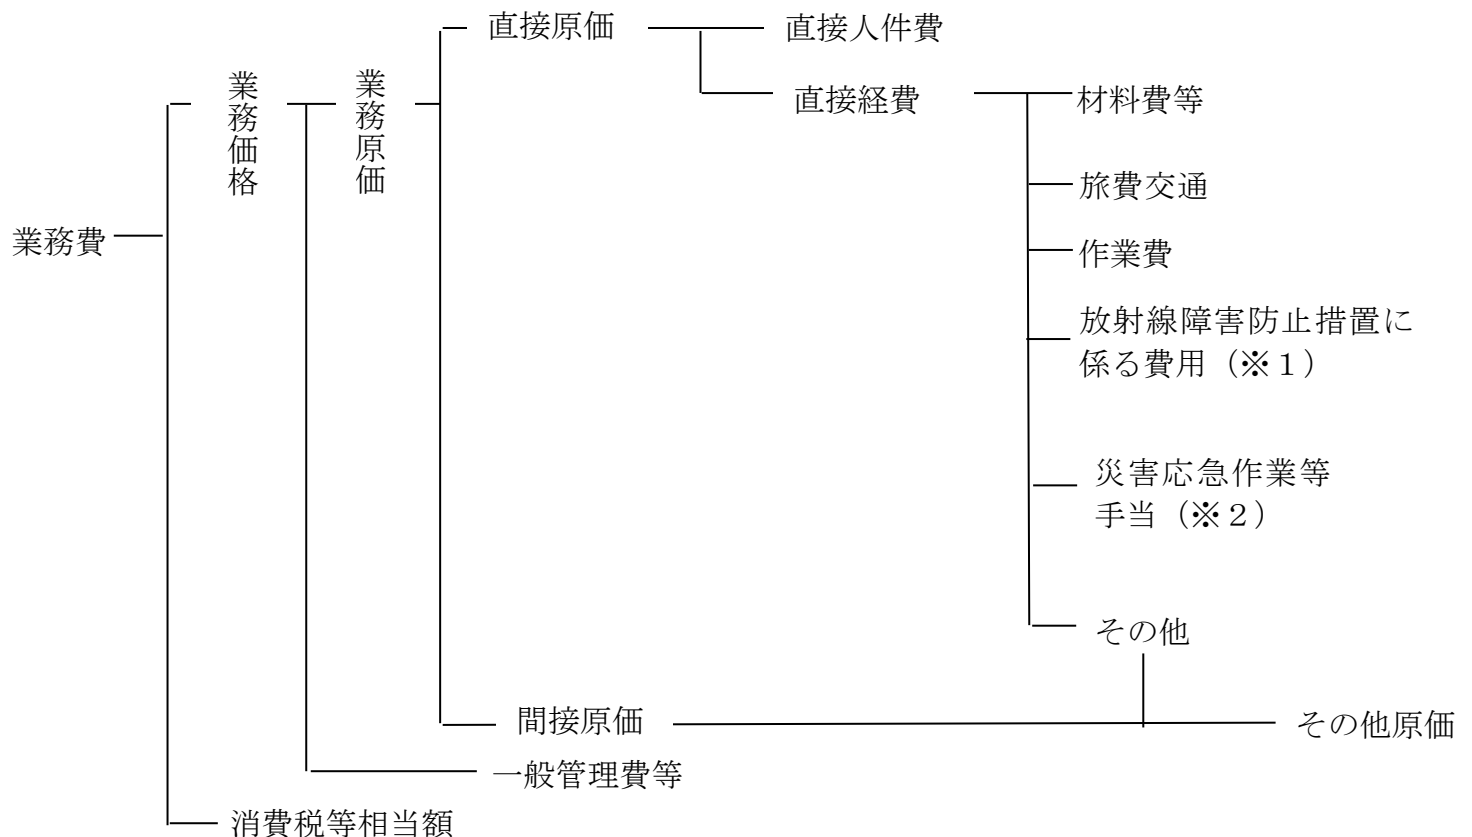 直接原価
直接人件費
業務価格
業務原価
直接経費
材料費等
旅費交通
業務費
作業費
放射線障害防止措置に
係る費用（※１）
災害応急作業等
手当（※２）
その他
間接原価
その他原価
一般管理費等
消費税等相当額